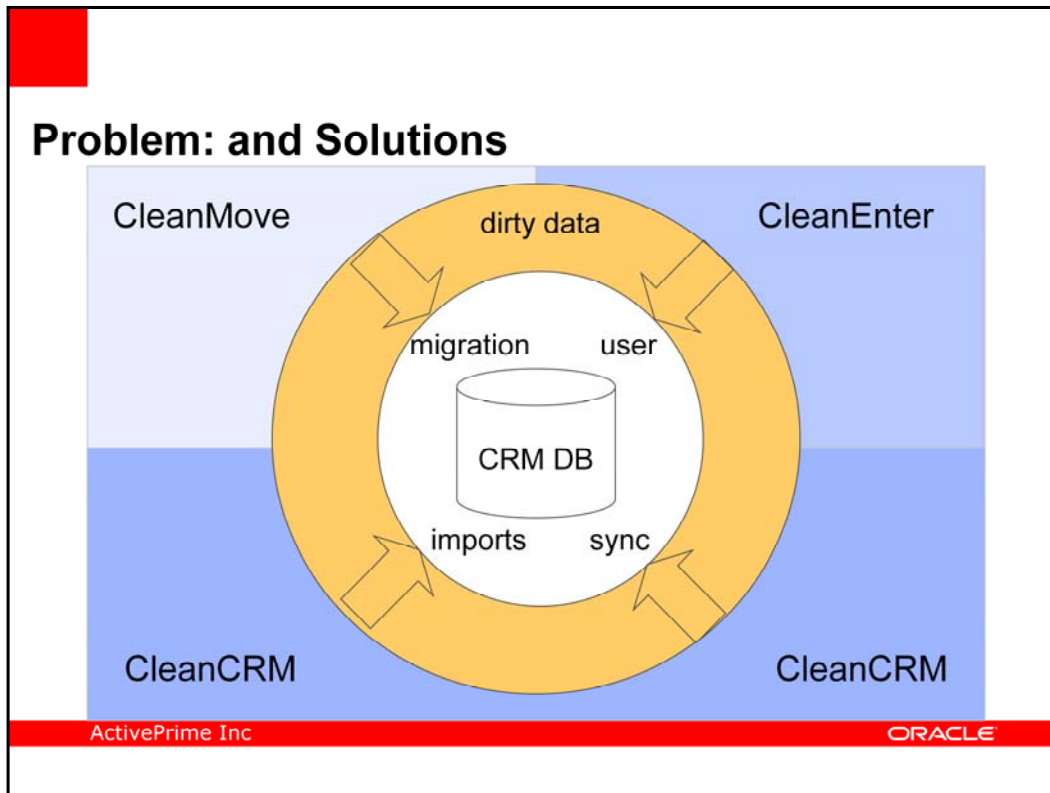 Problem: and Solutions
CleanMove
dirty data
CleanEnter
migration
user
CRM DB
imports
sync
CleanCRM
CleanCRM
ActivePrime Inc
ORACLE